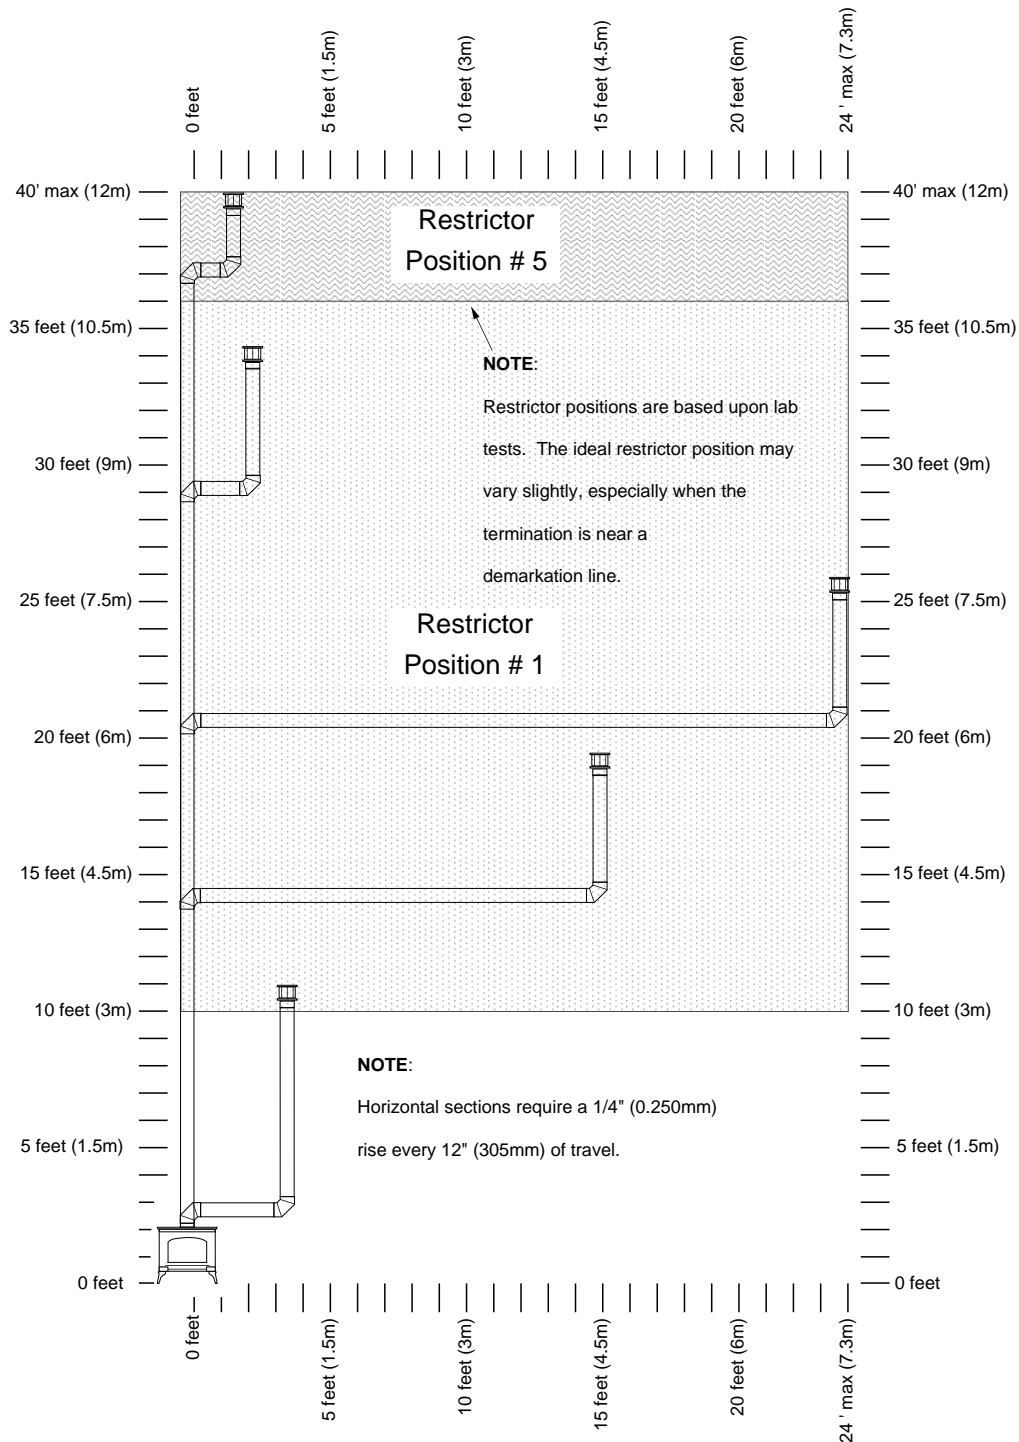 0 feet
5 feet (1.5m)
10 feet (3m)
15 feet (4.5m)
20 feet (6m)
24 ' max (7.3m)
40' max (12m)
40' max (12m)
Restrictor
Position # 5
35 feet (10.5m)
35 feet (10.5m)
NOTE:
Restrictor positions are based upon lab
tests.  The ideal restrictor position may
vary slightly, especially when the
termination is near a
demarkation line.
30 feet (9m)
30 feet (9m)
25 feet (7.5m)
25 feet (7.5m)
Restrictor
Position # 1
20 feet (6m)
20 feet (6m)
15 feet (4.5m)
15 feet (4.5m)
10 feet (3m)
10 feet (3m)
NOTE:
Horizontal sections require a 1/4" (0.250mm)
rise every 12" (305mm) of travel.
5 feet (1.5m)
5 feet (1.5m)
0 feet
0 feet
0 feet
5 feet (1.5m)
10 feet (3m)
15 feet (4.5m)
20 feet (6m)
24 ' max (7.3m)